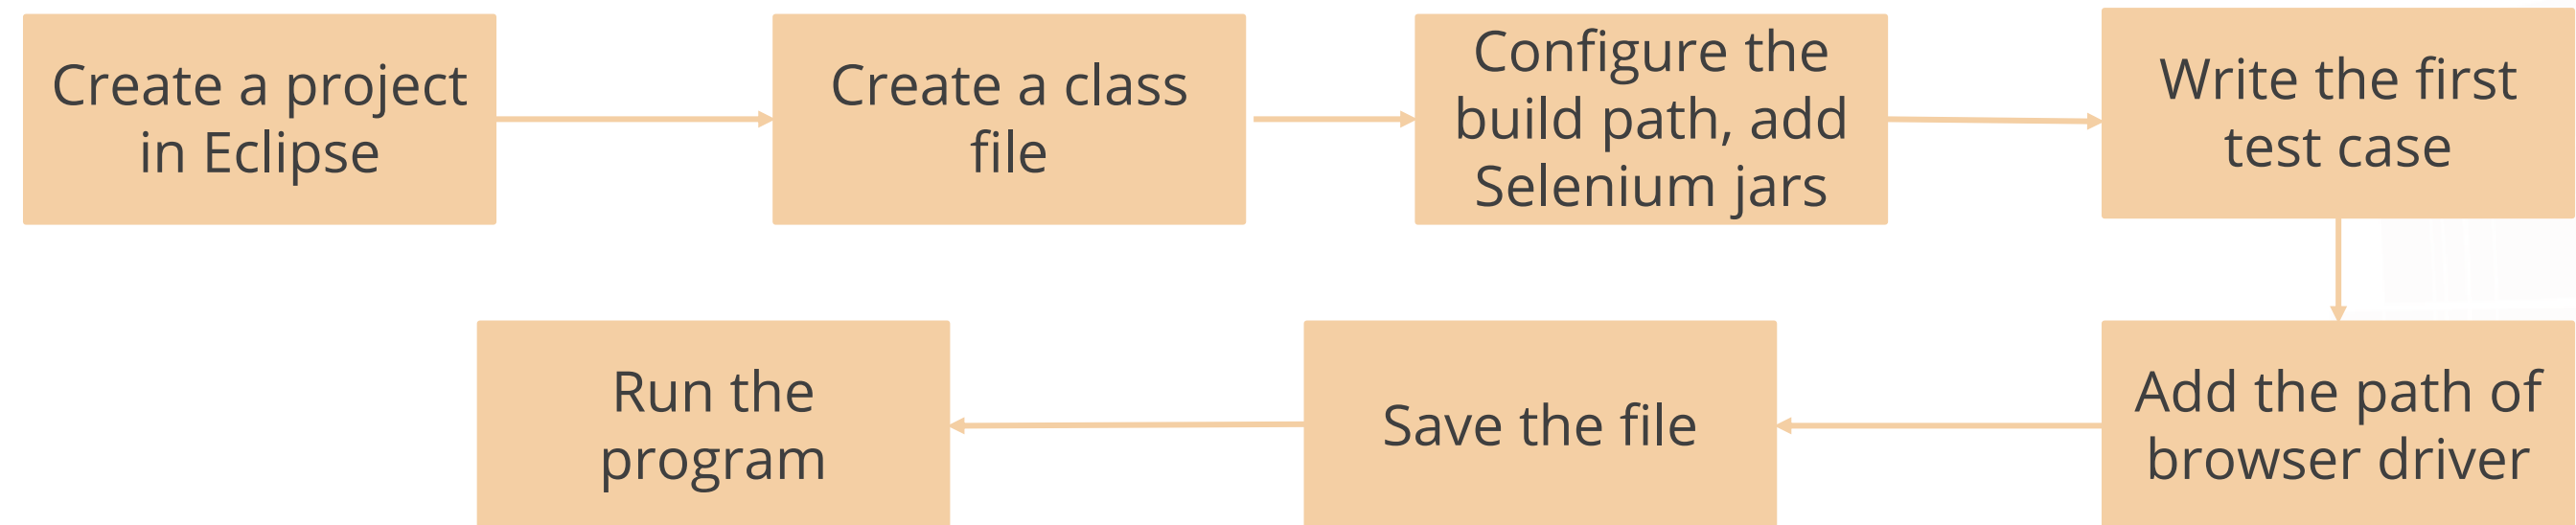 Create a project
in Eclipse
Create a class
file
Configure the
build path, add
Selenium jars
Write the first
test case
Add the path of
browser driver
Save the file
Run the
program